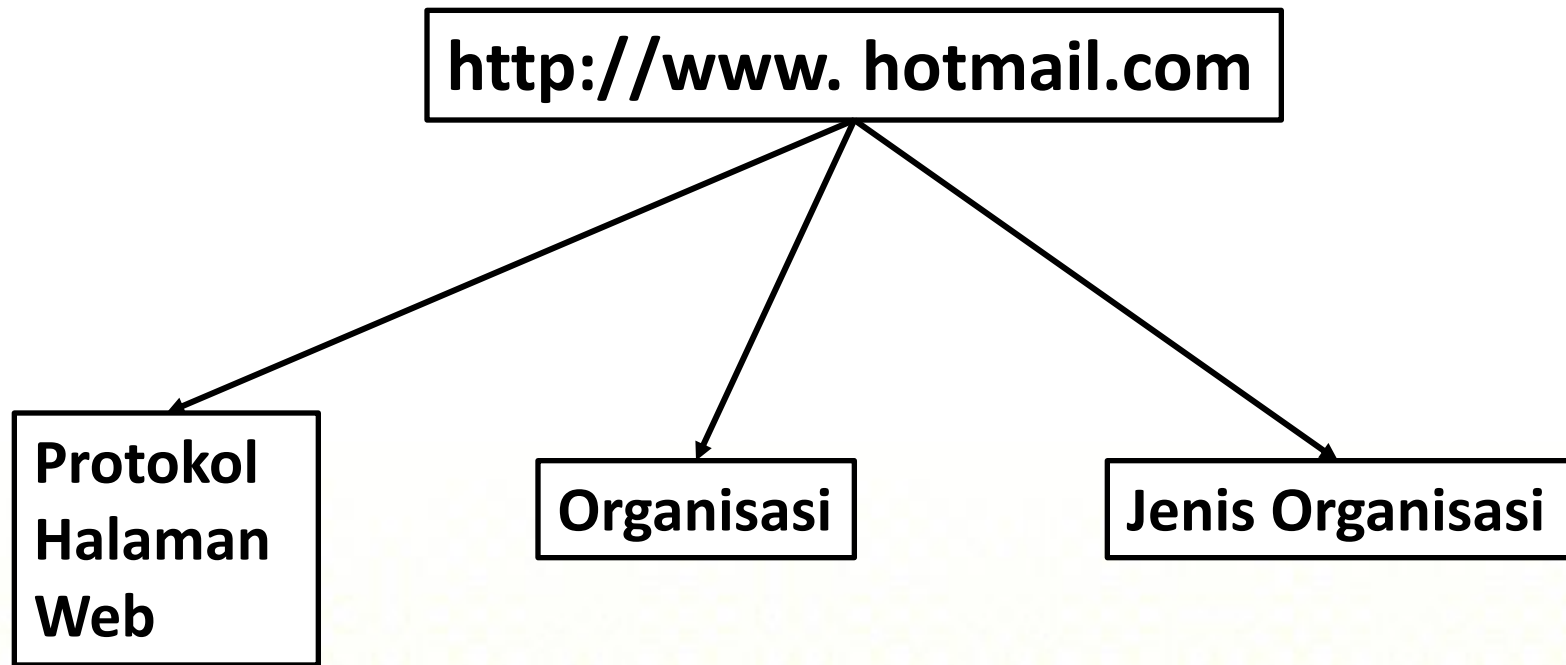 http://www. hotmail.com
Protokol
Halaman
Web
Organisasi
Jenis Organisasi